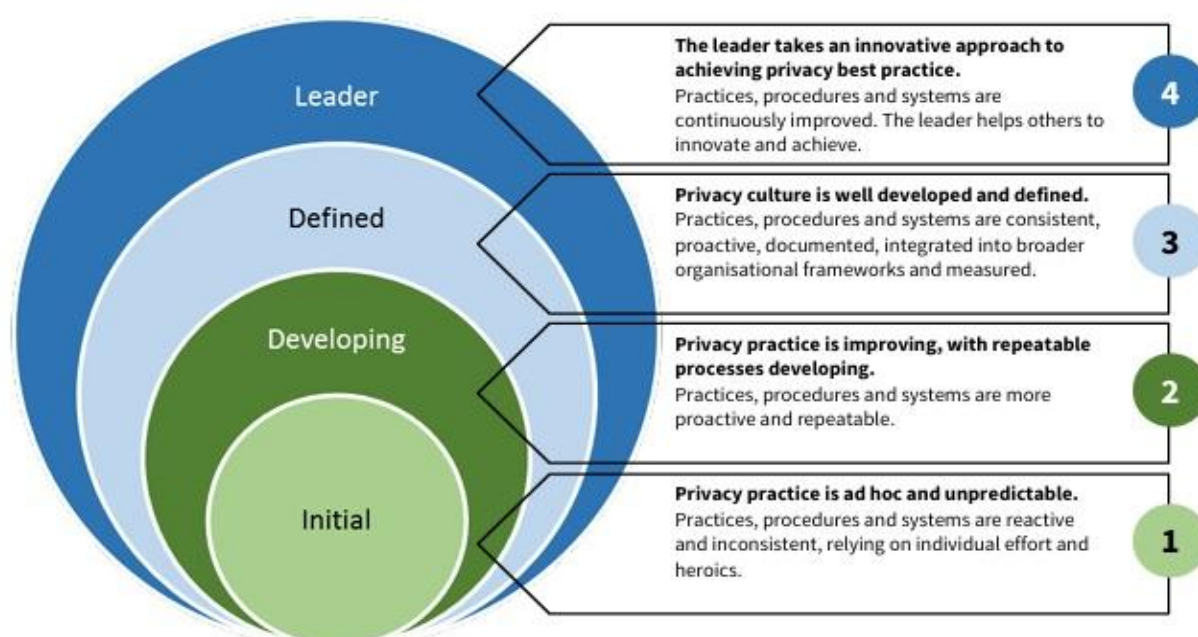 Leader
The leader takes an innovative approach to
achieving privacy best practice.
Practices, procedures and systems are
continuously improved. The leader helps others to
innovate and achieve.
4
Defined
Privacy culture is well developed and defined.
Practices, procedures and systems are consistent,
proactive, documented, integrated into broader
organisational frameworks and measured.
3
Developing
Privacy practice is improving, with repeatable
processes developing.
Practices, procedures and systems are more
proactive and repeatable.
2
Initial
Privacy practice is ad hoc and unpredictable.
Practices, procedures and systems are reactive
and inconsistent, relying on individual effort and
heroics.
1